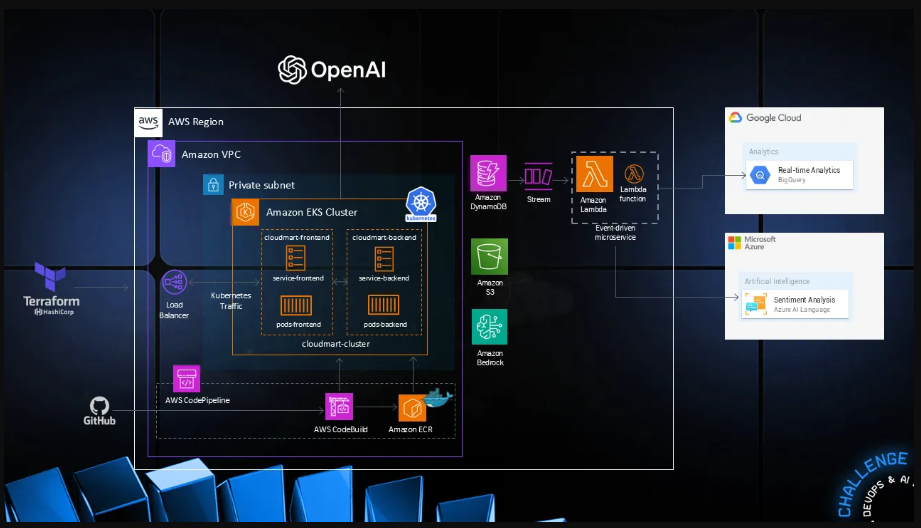 OpenAI
aws
AWS Region
Amazon VPC
Private subnet
Amazon EKS Cluster
kubernetes
cloudmart-frontend
cloudmart-backend
service-frontend
service-backend
pods-frontend
pods-backend
cloudmart-cluster
Kubernetes
Traffic
Load
Balancer
Terraform
HashiCorp
GitHub
AWS CodePipeline
AWS CodeBuild
Amazon ECR
Amazon
DynamoDB
Stream
Amazon
Lambda
Lambda
function
Event-driven
microservice
Amazon
S3
Amazon
Bedrock
Google Cloud
Analytics
Real-time Analytics
BigQuery
Microsoft
Azure
Artificial Intelligence
Sentiment Analysis
Azure AI Language
CHALLENGE
DEVOPS & AI